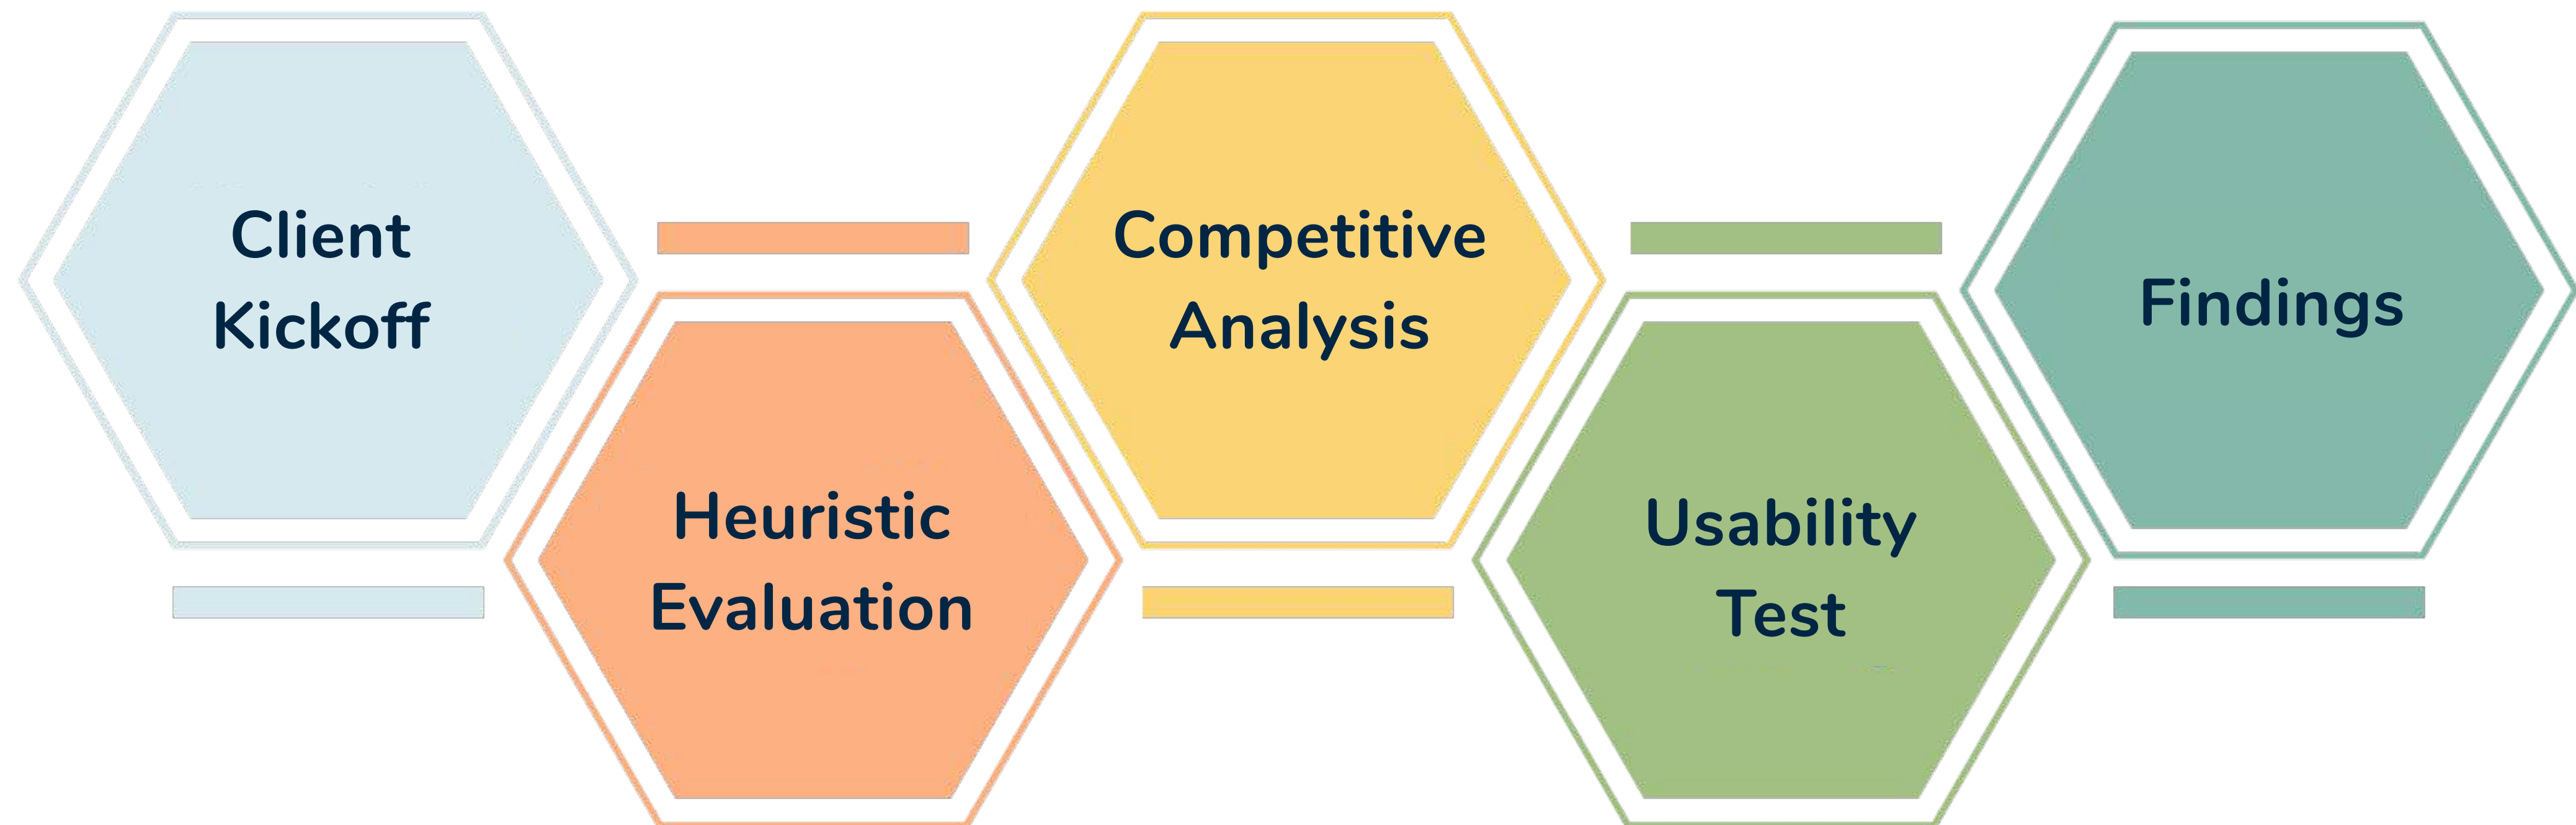 Client
Kickoff
Heuristic
Evaluation
Competitive
Analysis
Usability
Test
Findings